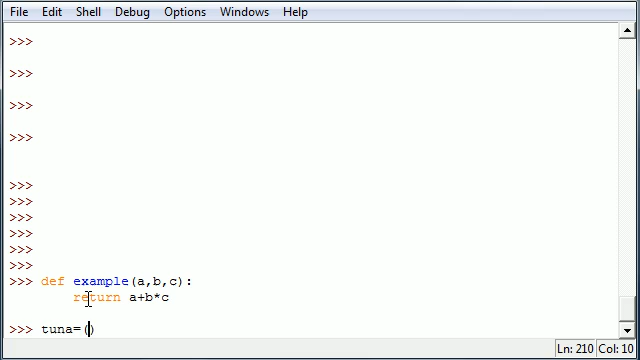 File Edit Shell Debug Options Windows Help
>>>
>>>
>>>
>>>
>>>
>>>
>>>
>>>
>>>
>>>
>>> def example(a,b,c):
return a+b*c
>>> tuna=()
Ln: 210 Col: 10